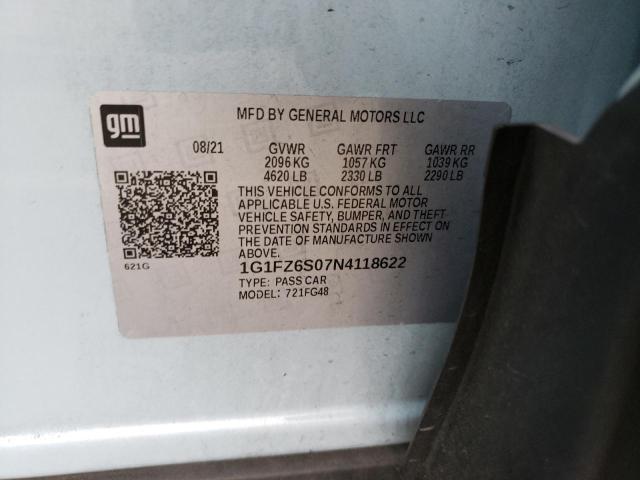 gm
MFD BY GENERAL MOTORS LLC
08/21 GVWR GAWR FRT GAWR RR
2096 KG 1057 KG 1039 KG
4620 LB 2330 LB 2290 LB
THIS VEHICLE CONFORMS TO ALL
APPLICABLE U.S. FEDERAL MOTOR
VEHICLE SAFETY, BUMPER, AND THEFT
PREVENTION STANDARDS IN EFFECT ON
THE DATE OF MANUFACTURE SHOWN
ABOVE.
621G
1G1FZ6S07N4118622
TYPE: PASS CAR
MODEL: 721FG48